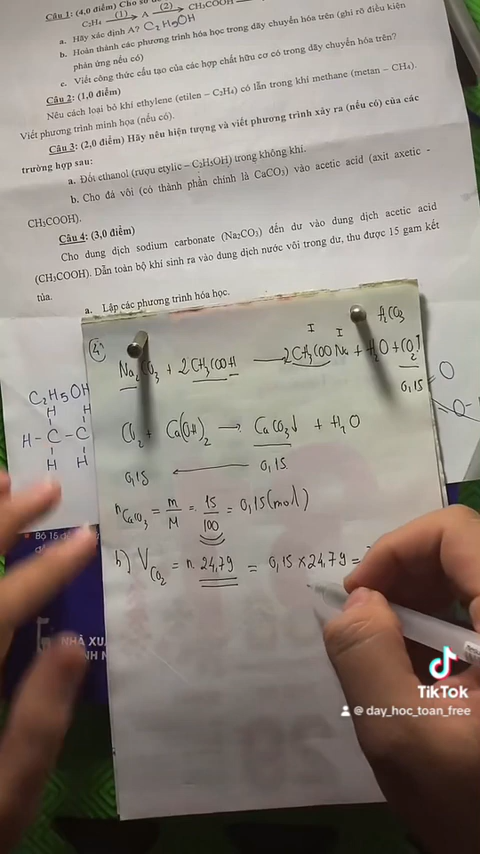 Câu 1: (4,0 điểm) Cho sơ
C₂H₄ (1)→ A (2)→ CH₃COOH
a. Hãy xác định A? C₂H₅OH
b. Hoàn thành các phương trình hóa học trong dãy chuyển hóa trên (ghi rõ điều kiện
phản ứng nếu có)
c. Viết công thức cấu tạo của các hợp chất hữu cơ có trong dãy chuyển hóa trên?
Câu 2: (1,0 điểm)
Nêu cách loại bỏ khí ethylene (etilen – C₂H₄) có lẫn trong khí methane (metan – CH₄).
Viết phương trình minh họa (nếu có).
Câu 3: (2,0 điểm) Hãy nêu hiện tượng và viết phương trình xảy ra (nếu có) của các
trường hợp sau:
a. Đốt ethanol (rượu etylic – C₂H₅OH) trong không khí.
b. Cho đá vôi (có thành phần chính là CaCO₃) vào acetic acid (axit axetic -
CH₃COOH).
Câu 4: (3,0 điểm)
Cho dung dịch sodium carbonate (Na₂CO₃) đến dư vào dung dịch acetic acid
(CH₃COOH). Dẫn toàn bộ khí sinh ra vào dung dịch nước vôi trong dư, thu được 15 gam kết
tủa.
a. Lập các phương trình hóa học.
4)
H₂CO₃
I I
Na₂CO₃ + 2CH₃COOH → 2CH₃COO Na + H₂O + CO₂↑
0,15
CO₂ + Ca(OH)₂ → CaCO₃↓ + H₂O
0,15 ← 0,15
n CaCO₃ = m/M = 15/100 = 0,15 (mol)
b) V CO₂ = n. 24,79 = 0,15 x 24,79 =
C₂H₅OH
H H
H - C - C
H H
O
O-
Bộ 15
NHÀ XU
TikTok
@ day_hoc_toan_free